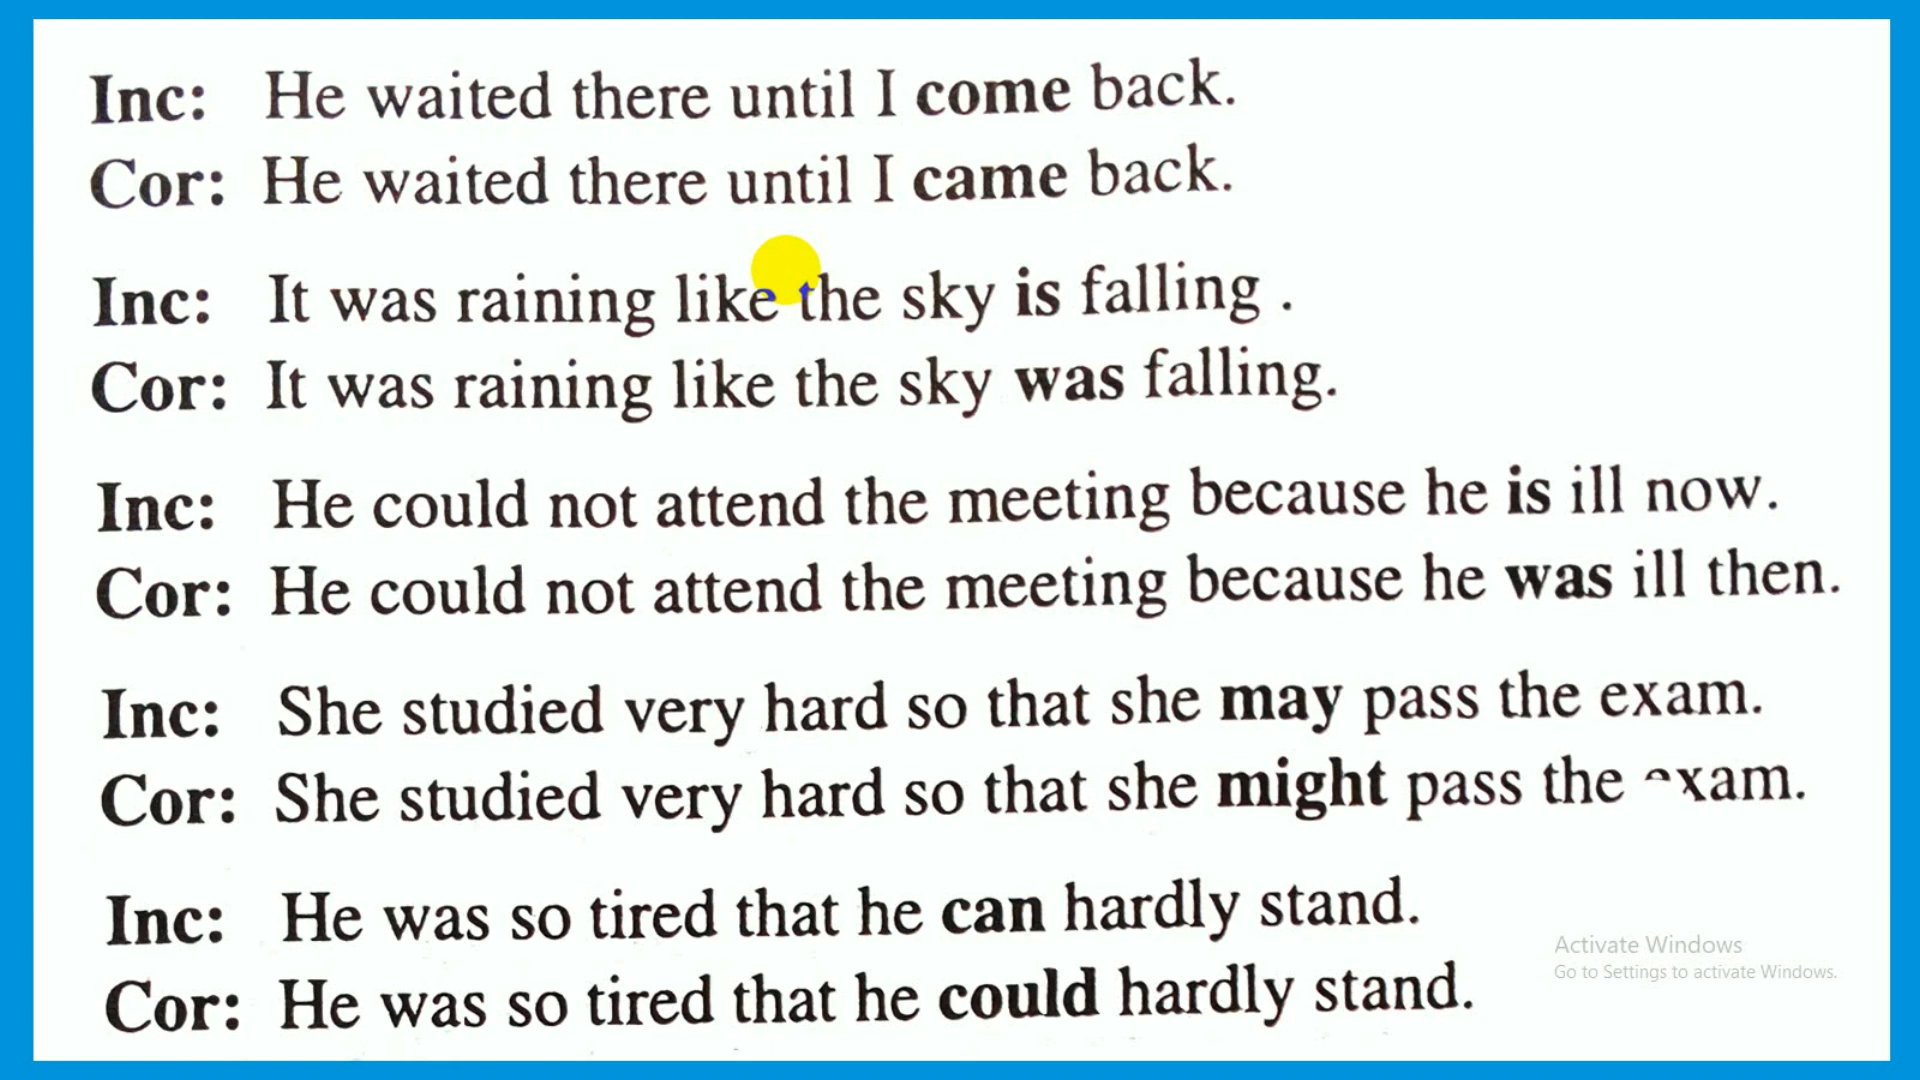 Inc: He waited there until I come back.
Cor: He waited there until I came back.
Inc: It was raining like the sky is falling .
Cor: It was raining like the sky was falling.
Inc: He could not attend the meeting because he is ill now.
Cor: He could not attend the meeting because he was ill then.
Inc: She studied very hard so that she may pass the exam.
Cor: She studied very hard so that she might pass the exam.
Inc: He was so tired that he can hardly stand.
Cor: He was so tired that he could hardly stand.
Activate Windows
Go to Settings to activate Windows.